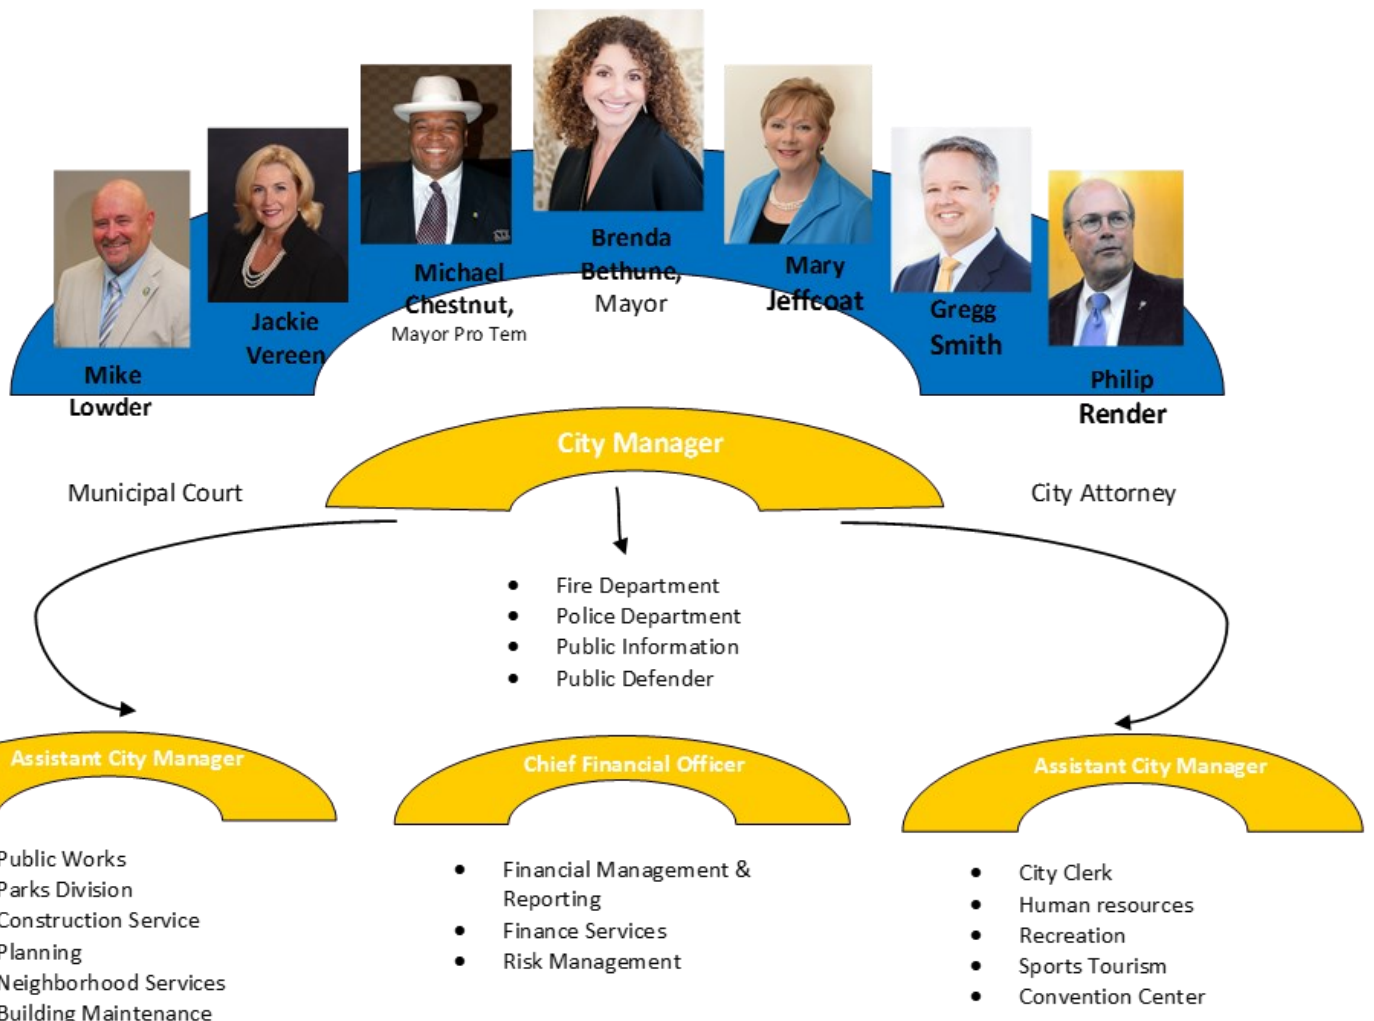 Brenda
Bethune,
Mayor
Michael
Chestnut,
Mayor Pro Tem
Mary
Jeffcoat
Jackie
Vereen
Gregg
Smith
Mike
Lowder
Philip
Render
City Manager
Municipal Court
City Attorney
• Fire Department
• Police Department
• Public Information
• Public Defender
Assistant City Manager
Chief Financial Officer
Assistant City Manager
Public Works
Parks Division
Construction Service
Planning
Neighborhood Services
Building Maintenance
• Financial Management &
Reporting
• Finance Services
• Risk Management
• City Clerk
• Human resources
• Recreation
• Sports Tourism
• Convention Center